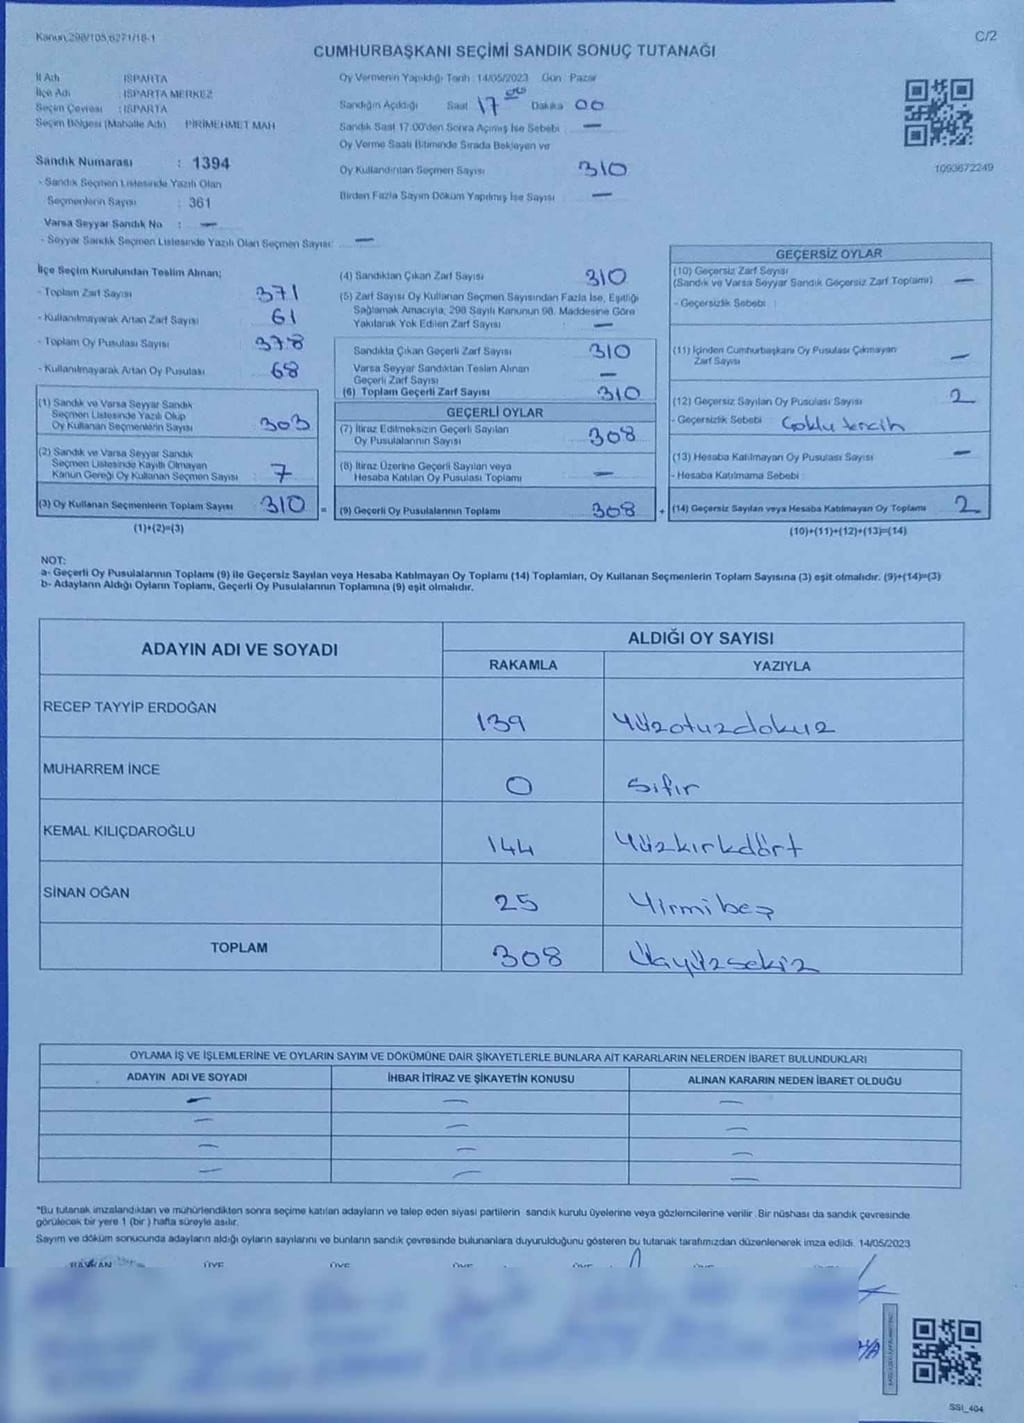 Kanun,298/105,6271/18-1
C/2
CUMHURBAŞKANI SEÇİMİ SANDIK SONUÇ TUTANAĞI
İl Adı : ISPARTA
İlçe Adı : ISPARTA MERKEZ
Seçim Çevresi : ISPARTA
Seçim Bölgesi (Mahalle Adı) PİRİMEHMET MAH
Oy Vermenin Yapıldığı Tarih : 14/05/2023 Gün : Pazar
Sandığın Açıldığı Saat 17 Dakika 00
Sandık Saat 17.00'den Sonra Açılmış İse Sebebi : —
Oy Verme Saati Bitiminde Sırada Bekleyen ve
Oy Kullandırılan Seçmen Sayısı 310
Birden Fazla Sayım Döküm Yapılmış İse Sayısı —
1093672249
Sandık Numarası : 1394
- Sandık Seçmen Listesinde Yazılı Olan
Seçmenlerin Sayısı : 361
Varsa Seyyar Sandık No : —
- Seyyar Sandık Seçmen Listesinde Yazılı Olan Seçmen Sayısı: —
İlçe Seçim Kurulundan Teslim Alınan;
- Toplam Zarf Sayısı 371
- Kullanılmayarak Artan Zarf Sayısı 61
- Toplam Oy Pusulası Sayısı 378
- Kullanılmayarak Artan Oy Pusulası 68
(1) Sandık ve Varsa Seyyar Sandık
Seçmen Listesinde Yazılı Olup
Oy Kullanan Seçmenlerin Sayısı 303
(2) Sandık ve Varsa Seyyar Sandık
Seçmen Listesinde Kayıtlı Olmayan
Kanun Gereği Oy Kullanan Seçmen Sayısı 7
(3) Oy Kullanan Seçmenlerin Toplam Sayısı 310 =
(1)+(2)=(3)
(4) Sandıktan Çıkan Zarf Sayısı 310
(5) Zarf Sayısı Oy Kullanan Seçmen Sayısından Fazla İse, Eşitliği
Sağlamak Amacıyla, 298 Sayılı Kanunun 98. Maddesine Göre
Yakılarak Yok Edilen Zarf Sayısı : —
Sandıkta Çıkan Geçerli Zarf Sayısı 310
Varsa Seyyar Sandıktan Teslim Alınan
Geçerli Zarf Sayısı —
(6) Toplam Geçerli Zarf Sayısı 310
GEÇERLİ OYLAR
(7) İtiraz Edilmeksizin Geçerli Sayılan
Oy Pusulalarının Sayısı 308
(8) İtiraz Üzerine Geçerli Sayılan veya
Hesaba Katılan Oy Pusulası Toplamı —
(9) Geçerli Oy Pusulalarının Toplamı 308 +
GEÇERSİZ OYLAR
(10) Geçersiz Zarf Sayısı
(Sandık ve Varsa Seyyar Sandık Geçersiz Zarf Toplamı) —
- Geçersizlik Sebebi :
(11) İçinden Cumhurbaşkanı Oy Pusulası Çıkmayan
Zarf Sayısı —
(12) Geçersiz Sayılan Oy Pusulası Sayısı 2
- Geçersizlik Sebebi Çoklu tercih
(13) Hesaba Katılmayan Oy Pusulası Sayısı —
- Hesaba Katılmama Sebebi :
(14) Geçersiz Sayılan veya Hesaba Katılmayan Oy Toplamı 2
(10)+(11)+(12)+(13)=(14)
NOT:
a- Geçerli Oy Pusulalarının Toplamı (9) ile Geçersiz Sayılan veya Hesaba Katılmayan Oy Toplamı (14) Toplamları, Oy Kullanan Seçmenlerin Toplam Sayısına (3) eşit olmalıdır. (9)+(14)=(3)
b- Adayların Aldığı Oyların Toplamı, Geçerli Oy Pusulalarının Toplamına (9) eşit olmalıdır.
ADAYIN ADI VE SOYADI
ALDIĞI OY SAYISI
RAKAMLA YAZIYLA
RECEP TAYYİP ERDOĞAN 139 Yüzotuzdokuz
MUHARREM İNCE 0 Sıfır
KEMAL KILIÇDAROĞLU 144 Yüzkırkdört
SİNAN OĞAN 25 Yirmibeş
TOPLAM 308 Üçyüzsekiz
OYLAMA İŞ VE İŞLEMLERİNE VE OYLARIN SAYIM VE DÖKÜMÜNE DAİR ŞİKAYETLERLE BUNLARA AİT KARARLARIN NELERDEN İBARET BULUNDUKLARI
ADAYIN ADI VE SOYADI İHBAR İTİRAZ VE ŞİKAYETİN KONUSU ALINAN KARARIN NEDEN İBARET OLDUĞU
— — —
— — —
— — —
— — —
*Bu tutanak imzalandıktan ve mühürlendikten sonra seçime katılan adayların ve talep eden siyasi partilerin sandık kurulu üyelerine veya gözlemcilerine verilir. Bir nüshası da sandık çevresinde
görülecek bir yere 1 (bir) hafta süreyle asılır.
Sayım ve döküm sonucunda adayların aldığı oyların sayılarını ve bunların sandık çevresinde bulunanlara duyurulduğunu gösteren bu tutanak tarafımızdan düzenlenerek imza edildi. 14/05/2023
BAŞKAN ÜYE ÜYE ÜYE ÜYE
SSI_404